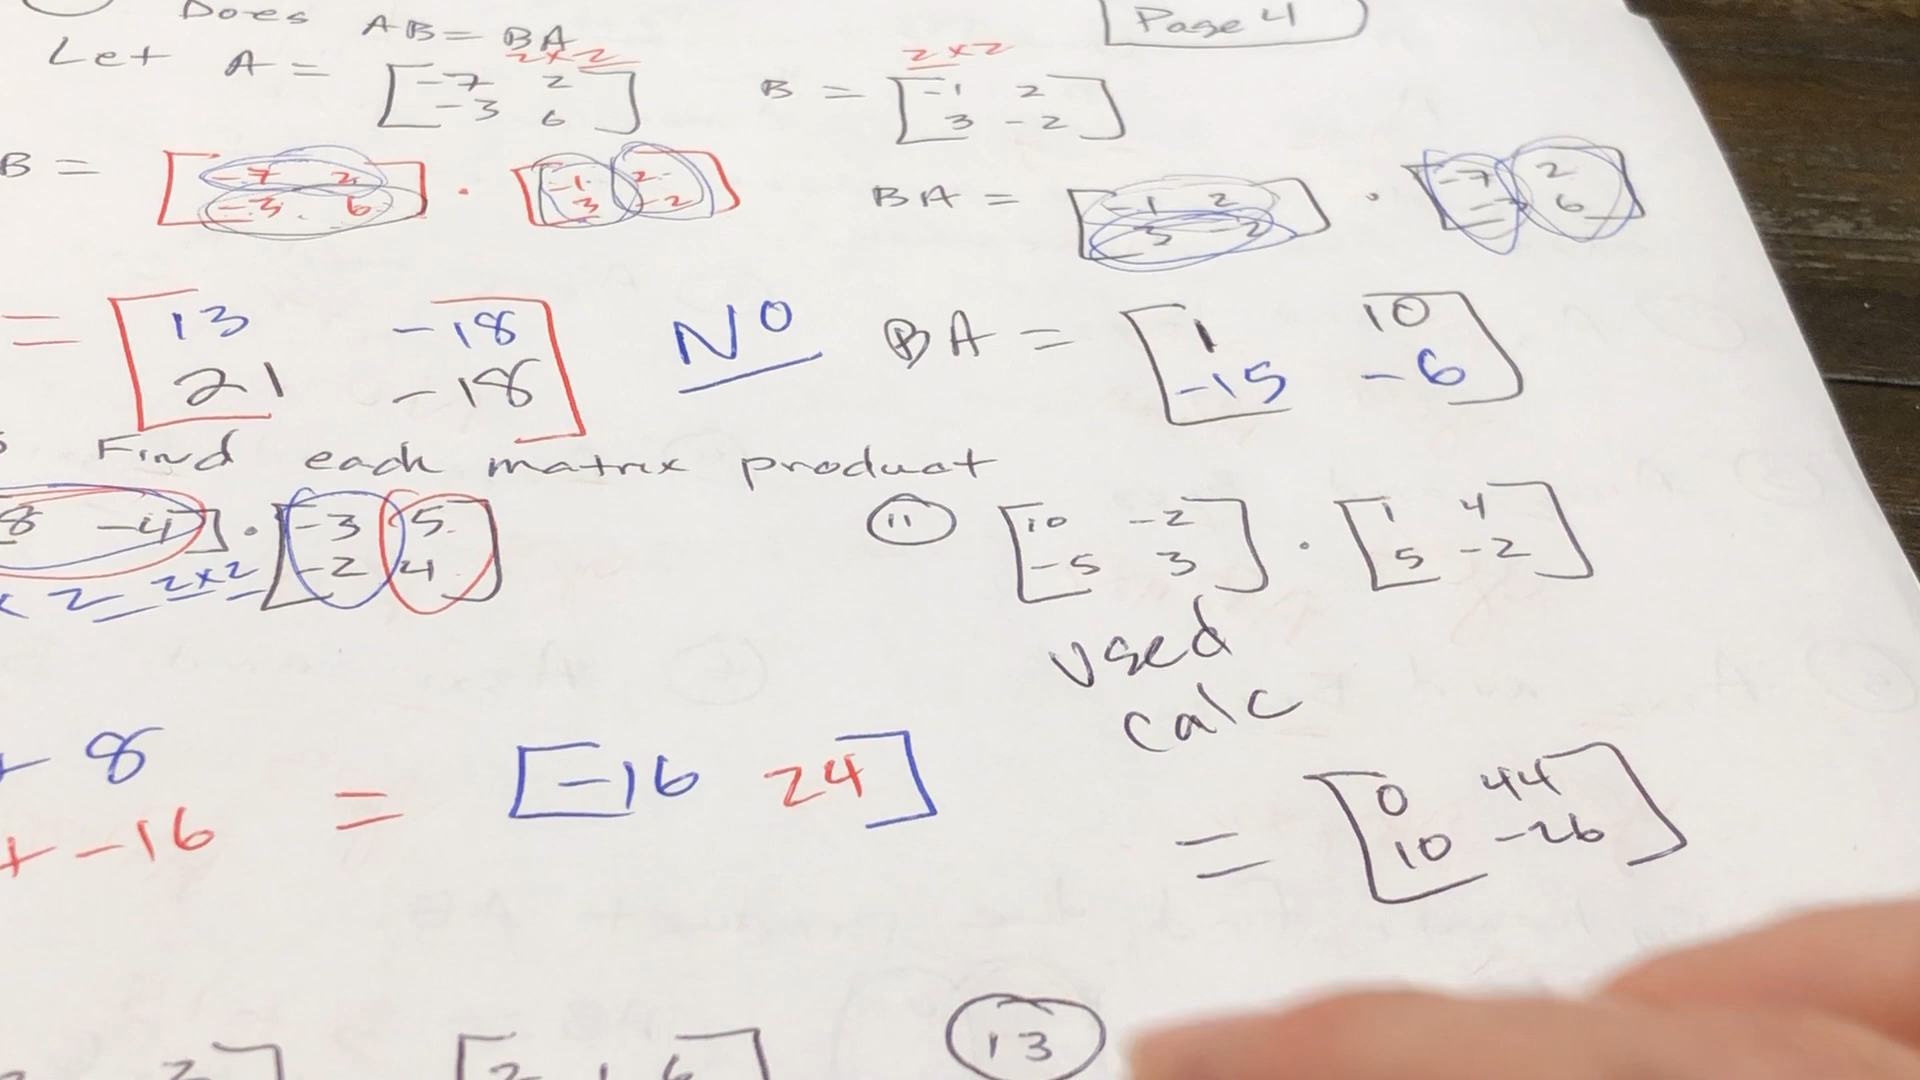 Does AB = BA
Page 4
Let A = [-7 2
-3 6] 2x2
B = [-1 2
3 -2] 2x2
B = [-7 2
-3 6] · [-1 2
3 -2]
BA = [-1 2
3 -2] · [-7 2
6]
= [13 -18
21 -18]
NO
BA = [1 10
-15 -6]
Find each matrix product
8 -4] · [-3 5
-2 4]
x 2 2x2
11 [10 -2
-5 3] · [1 4
5 -2]
used
calc
+ 8
+ -16
= [-16 24]
= [0 44
10 -26]
13